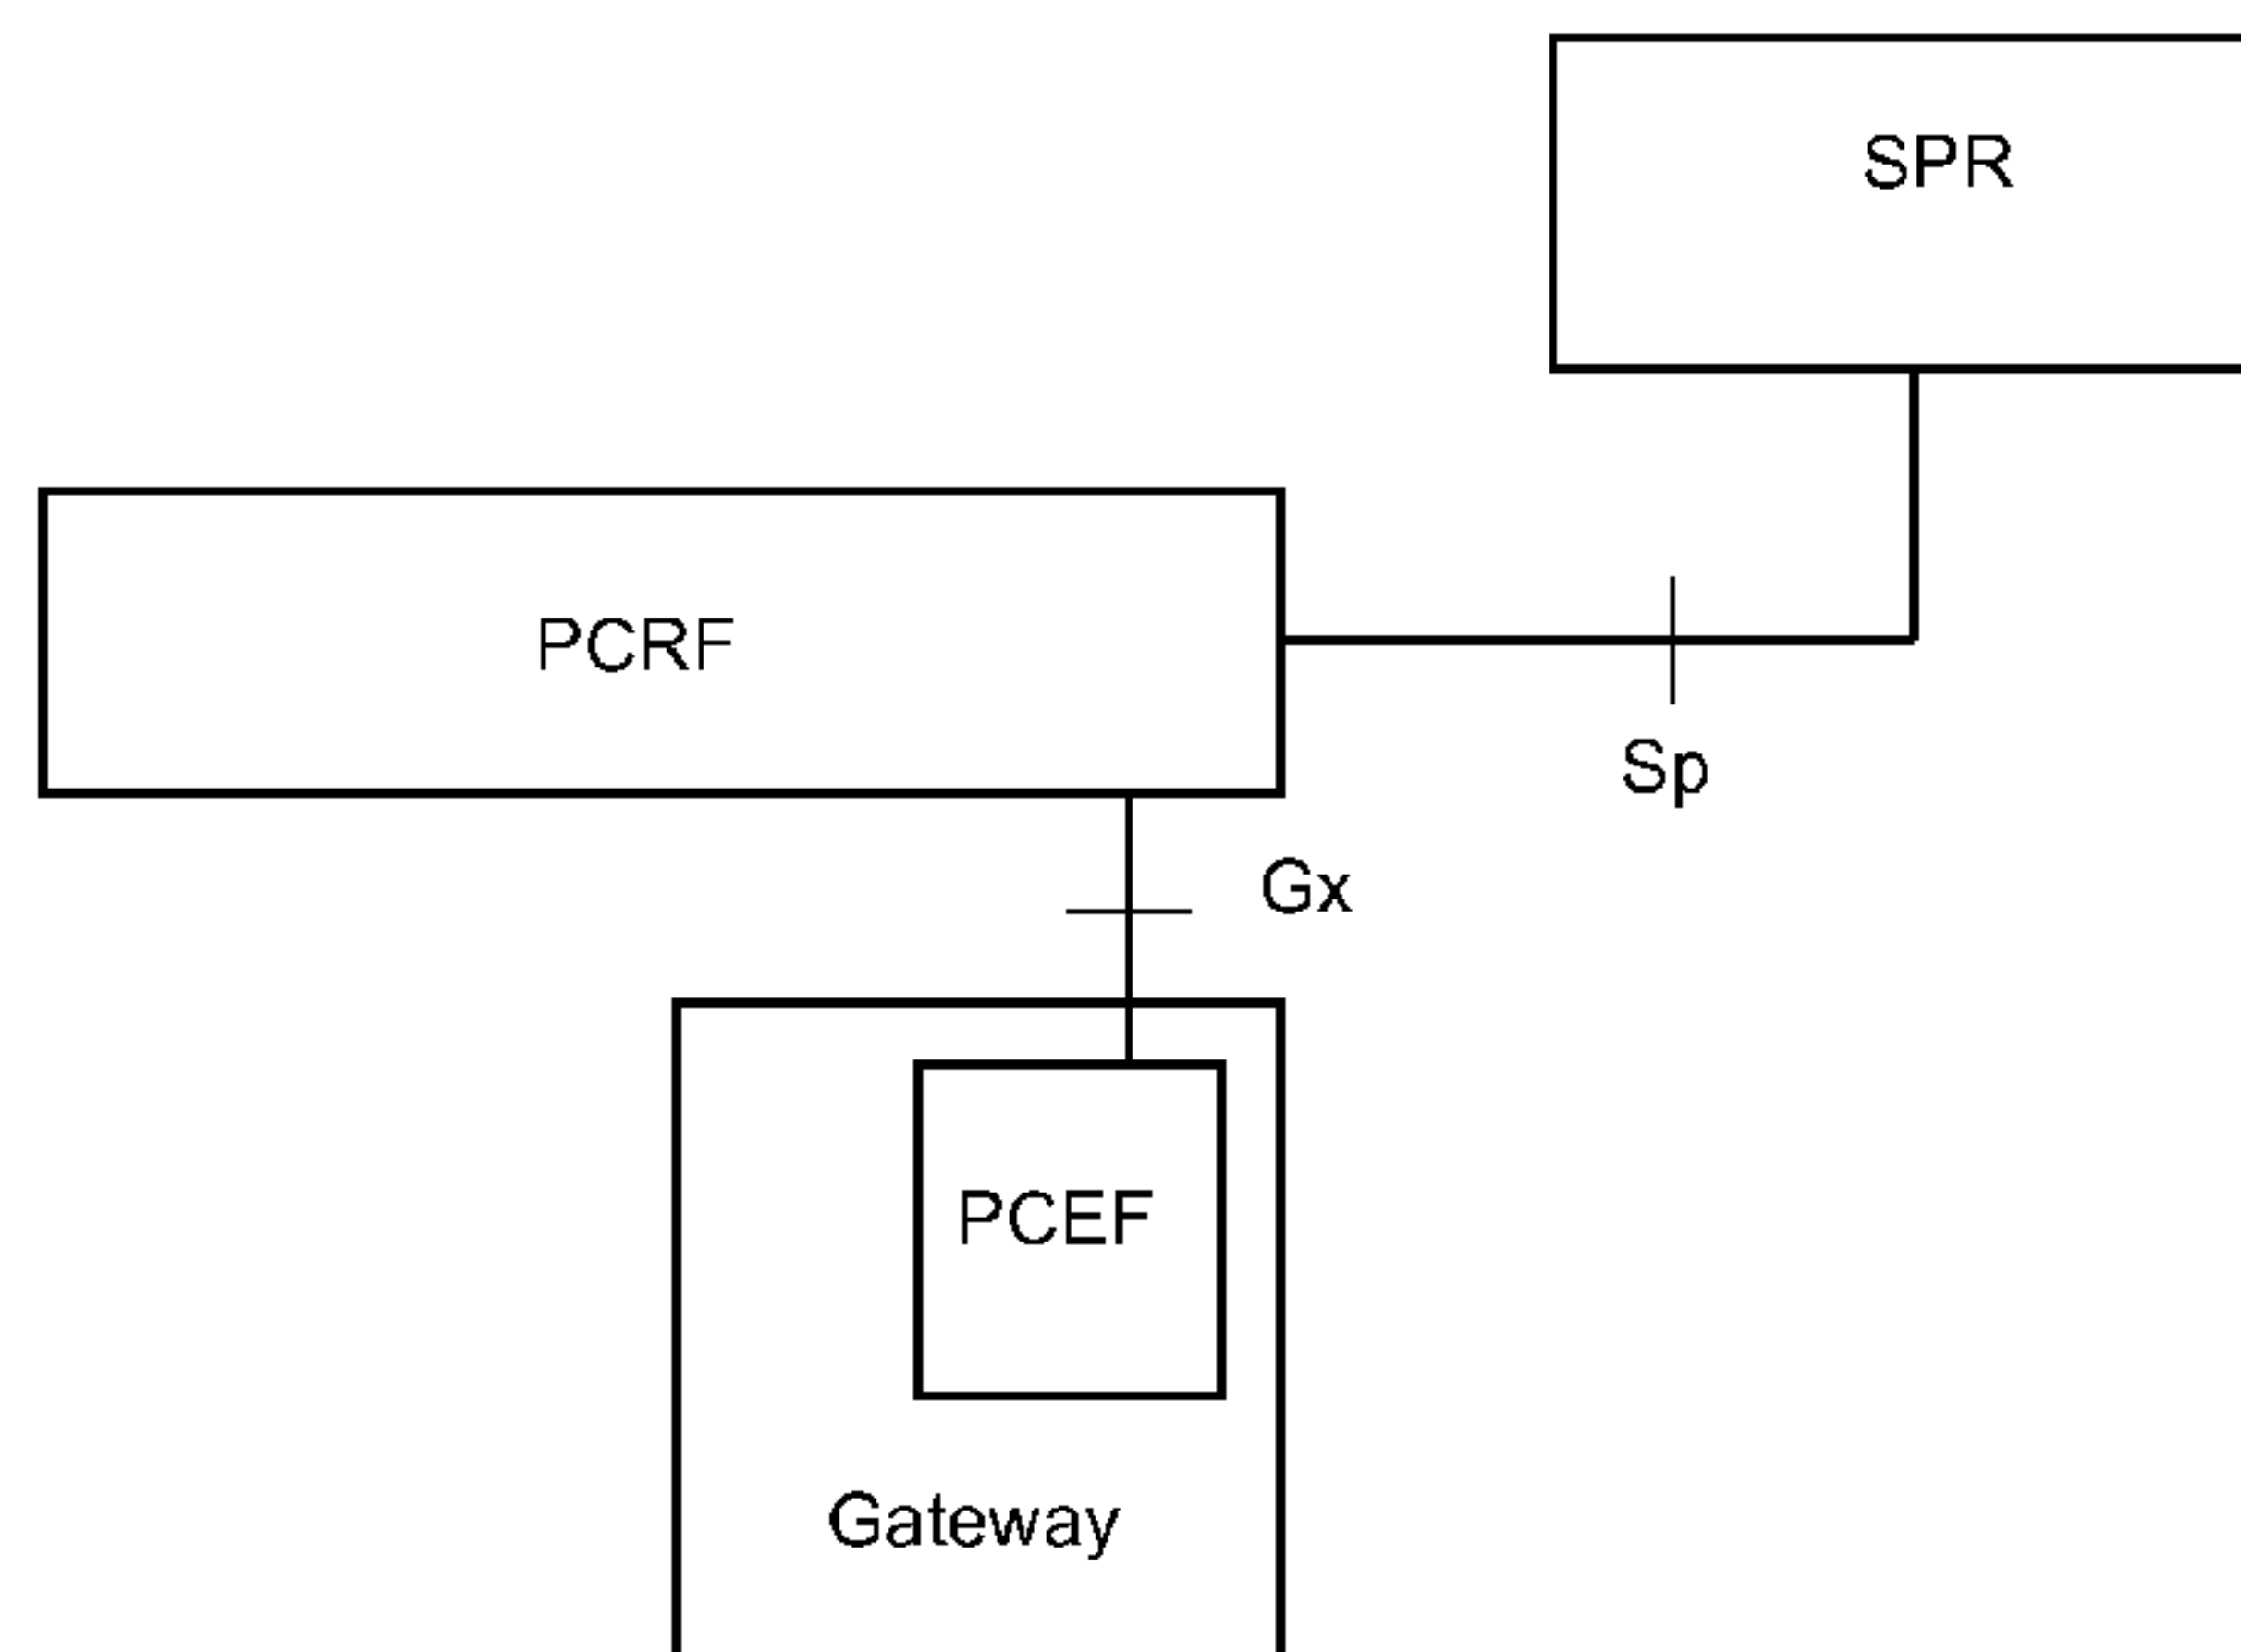 SPR
PCRF
Sp
Gx
PCEF
Gateway